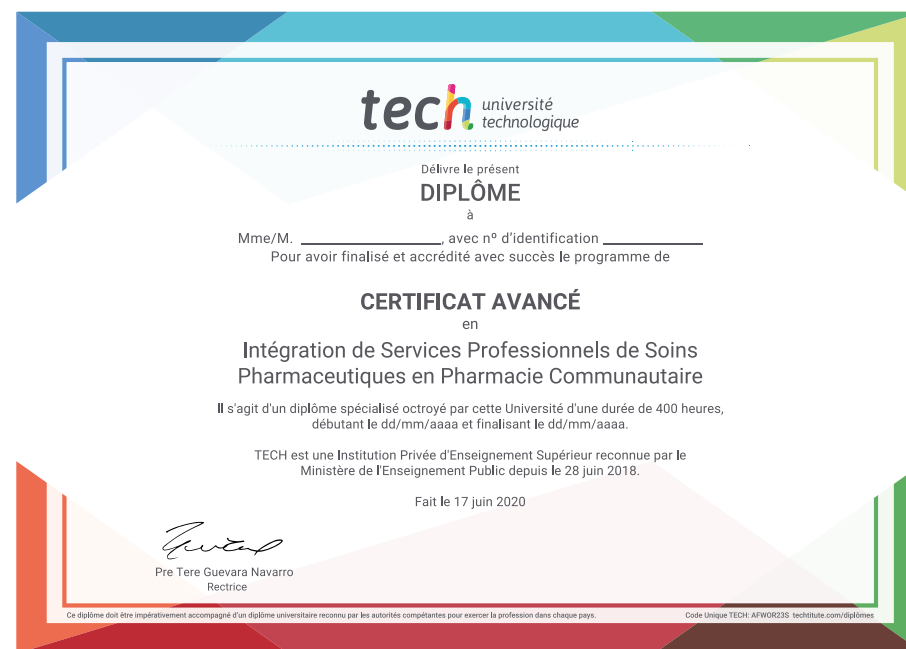 tech université
technologique
Délivre le présent
DIPLÔME
à
Mme/M. ____________________, avec nº d'identification ______________
Pour avoir finalisé et accrédité avec succès le programme de
CERTIFICAT AVANCÉ
en
Intégration de Services Professionnels de Soins
Pharmaceutiques en Pharmacie Communautaire
Il s'agit d'un diplôme spécialisé octroyé par cette Université d'une durée de 400 heures,
débutant le dd/mm/aaaa et finalisant le dd/mm/aaaa.
TECH est une Institution Privée d'Enseignement Supérieur reconnue par le
Ministère de l'Enseignement Public depuis le 28 juin 2018.
Fait le 17 juin 2020
Pre Tere Guevara Navarro
Rectrice
Ce diplôme doit être impérativement accompagné d'un diplôme universitaire reconnu par les autorités compétantes pour exercer la profession dans chaque pays.
Code Unique TECH: AFWOR23S techtitute.com/diplômes